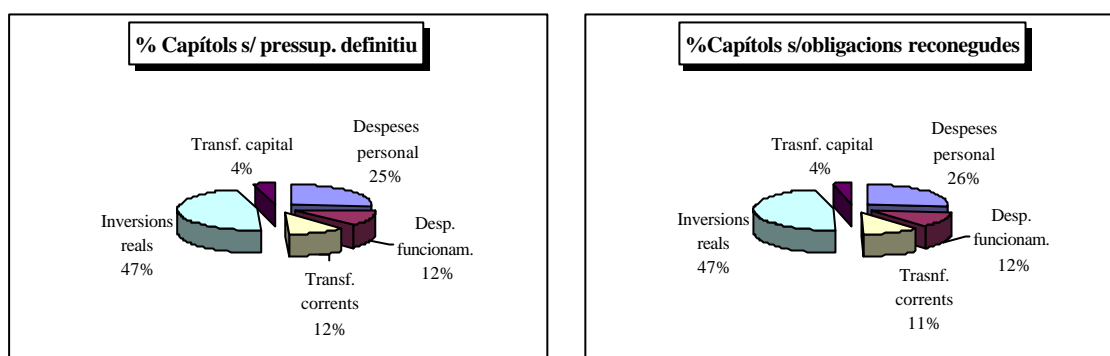 % Capítols s/ pressup. definitiu
Transf. capital
4%
Despeses
personal
25%
Inversions
reals
47%
Desp.
funcionam.
12%
Transf.
corrents
12%
%Capítols s/obligacions reconegudes
Trasnf. capital
4%
Despeses
personal
26%
Inversions
reals
47%
Desp.
funcionam.
12%
Trasnf.
corrents
11%